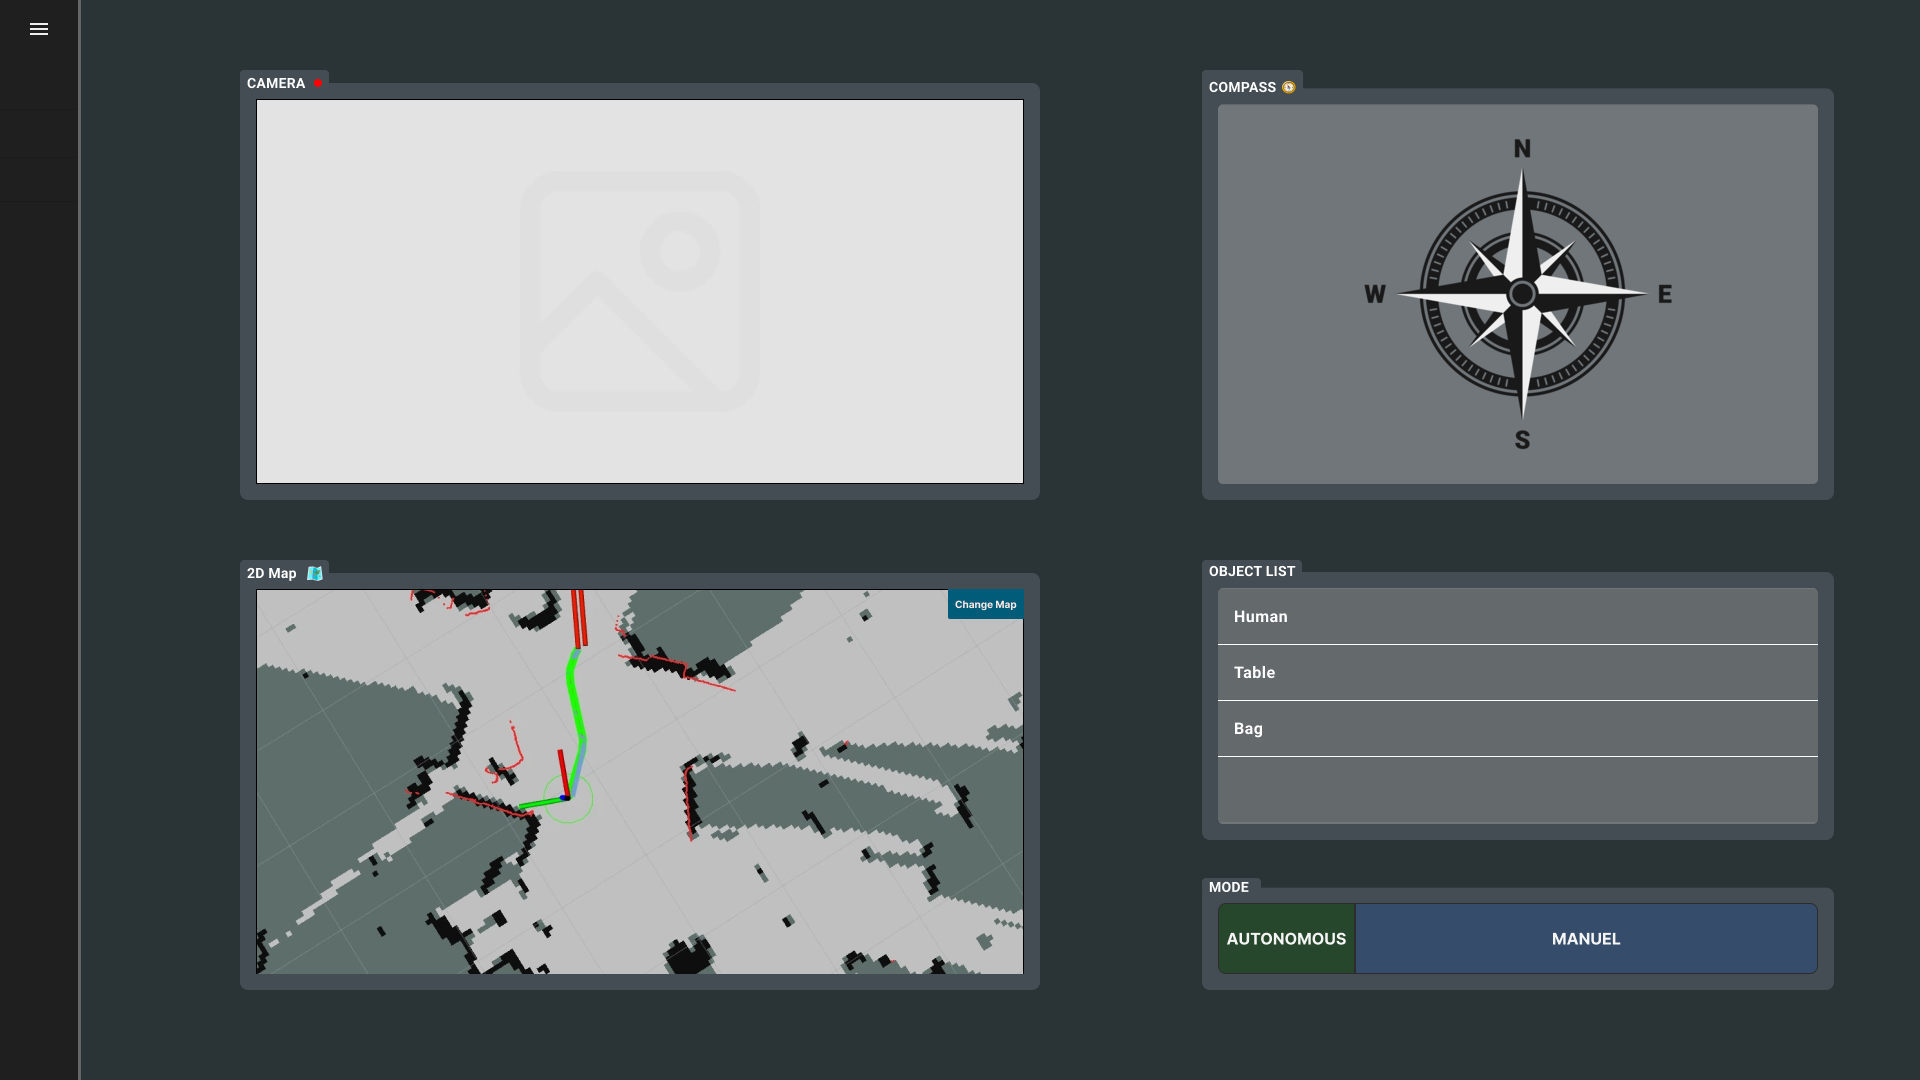 CAMERA
COMPASS
N
W
E
S
2D Map
Change Map
OBJECT LIST
Human
Table
Bag
MODE
AUTONOMOUS
MANUEL